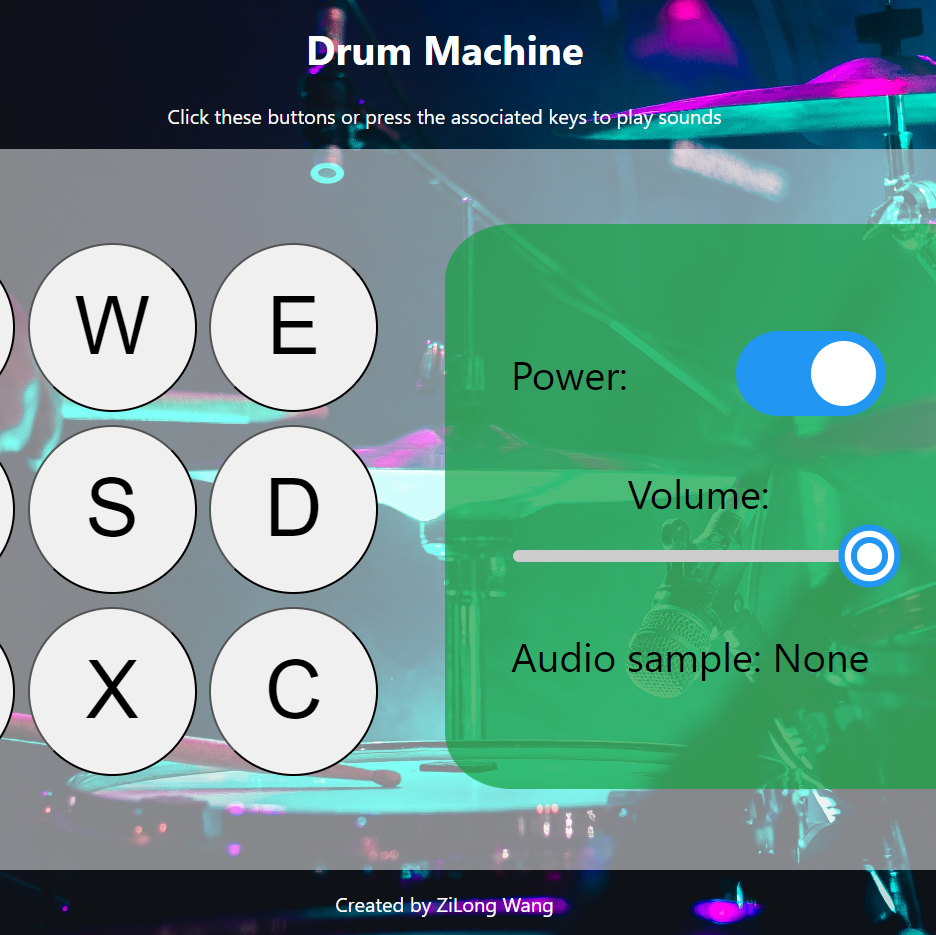 Drum Machine
Click these buttons or press the associated keys to play sounds
W E
Power:
S D
Volume:
X C
Audio sample: None
Created by ZiLong Wang